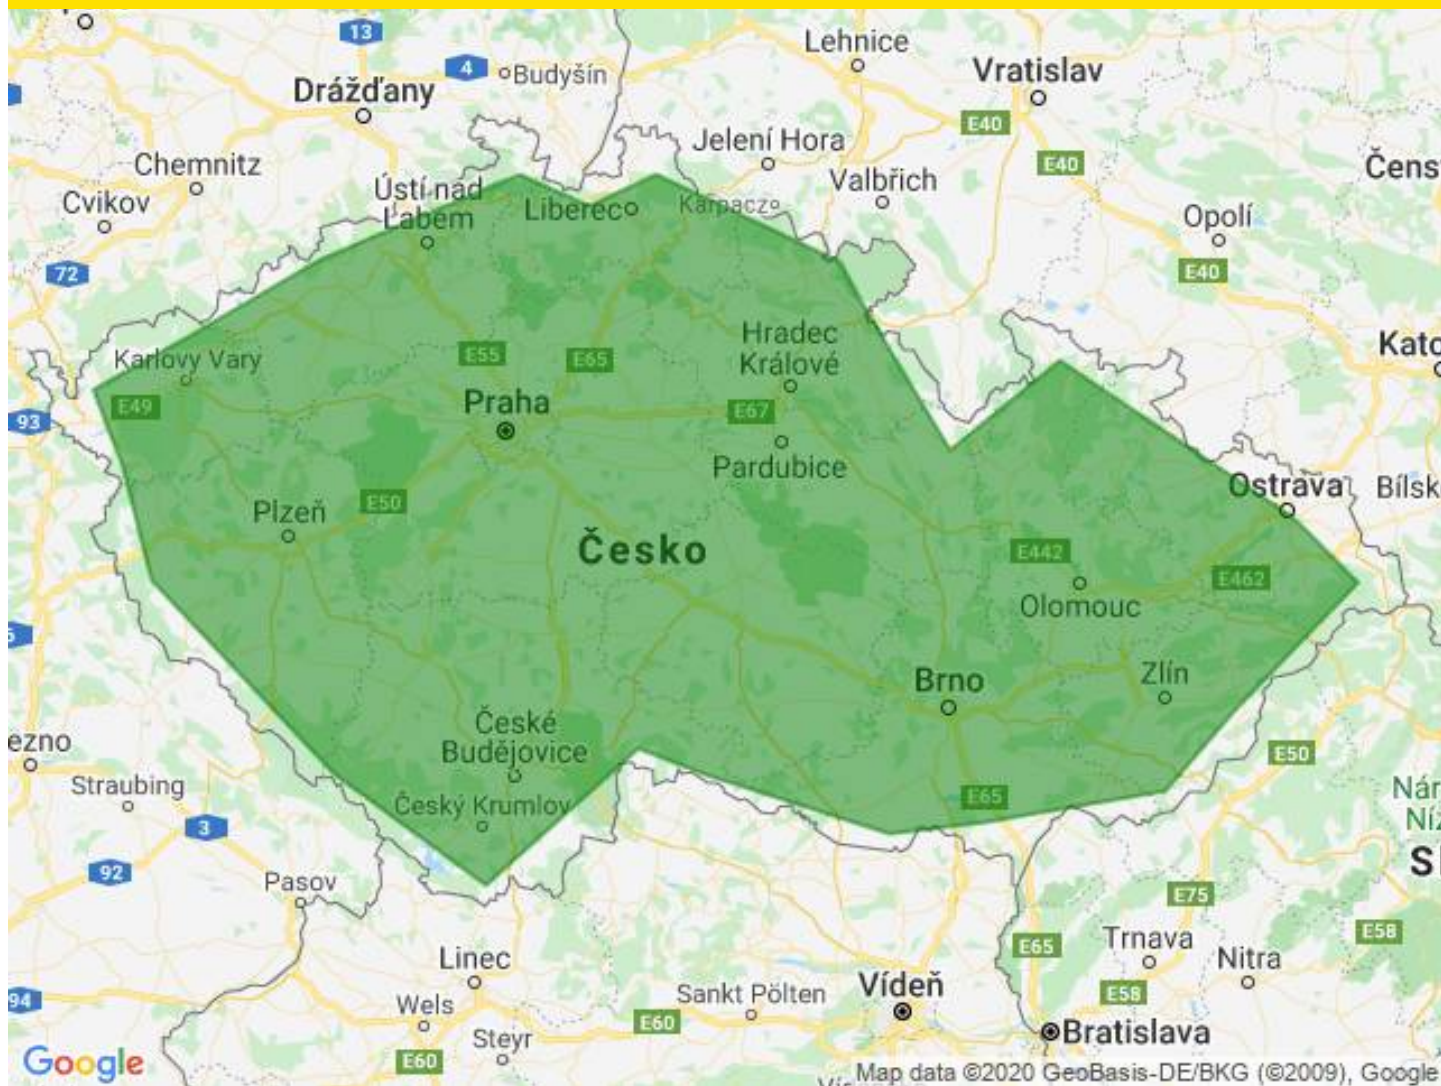 13
Lehnice
4
Budyšín
Vratislav
Drážďany
E40
Jelení Hora
E40
Chemnitz
Čens
Ústí nad
Labem
Valbřich
Cvikov
Liberec
Karpacz
Opolí
72
E40
Hradec
Králové
Karlovy Vary
E55
E65
Kato
E49
Praha
E67
93
Pardubice
Ostrava
Bílsk
E50
Plzeň
Česko
E442
E462
Olomouc
Brno
Zlín
České
Budějovice
ezno
E50
Straubing
Český Krumlov
E65
Nár
Níz
3
92
Pasov
E75
E58
Linec
E65
Trnava
Nitra
Vídeň
94
Wels
Sankt Pölten
E58
E60
Steyr
Bratislava
E60
Google
Map data ©2020 GeoBasis-DE/BKG (©2009), Google